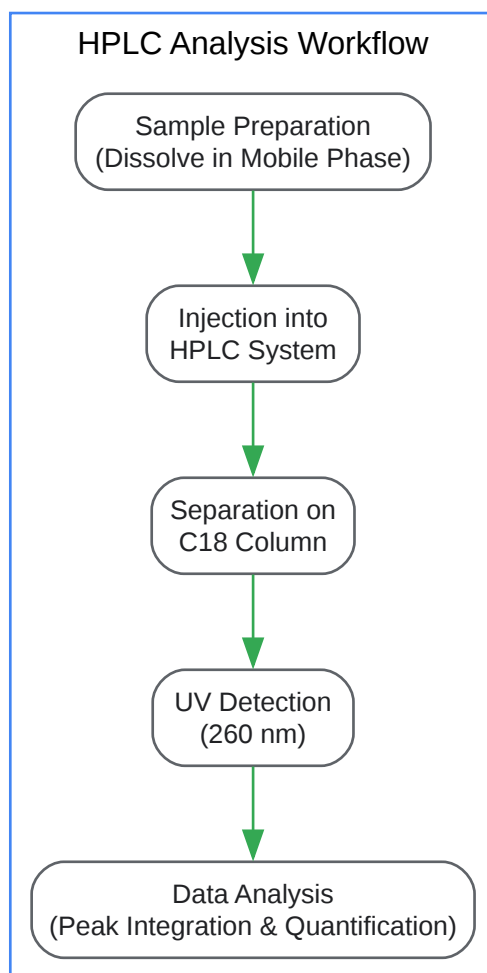 HPLC Analysis Workflow
Sample Preparation
(Dissolve in Mobile Phase)
Injection into
HPLC System
Separation on
C18 Column
UV Detection
(260 nm)
Data Analysis
(Peak Integration & Quantification)